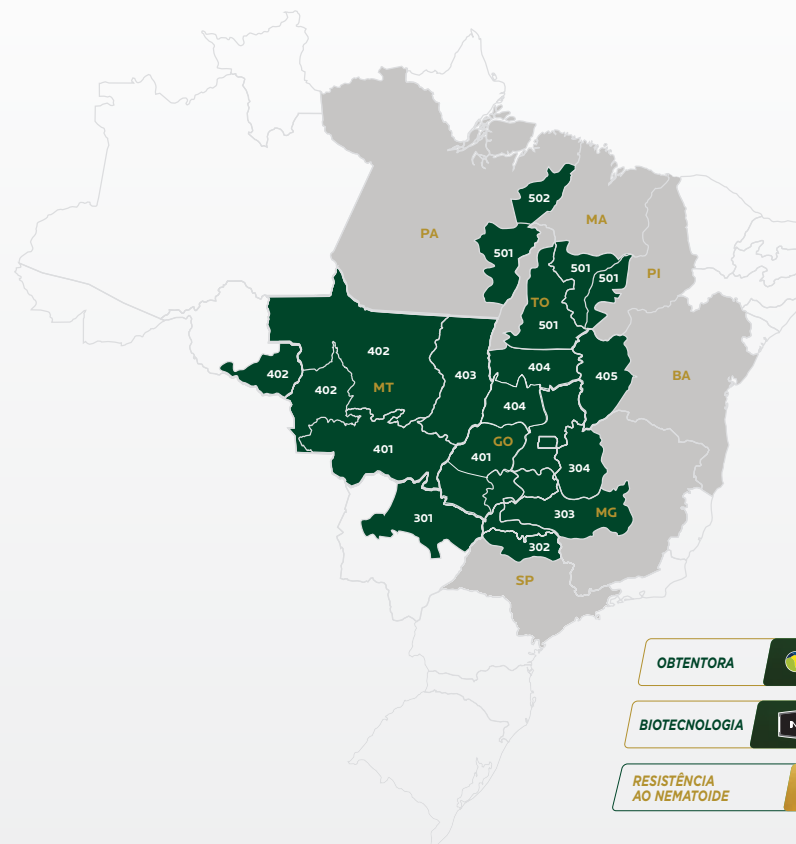 502
MA
PA
501
501
501
PI
TO
501
402
404
403
402
405
BA
402
MT
404
GO
401
401
304
303
MG
301
302
SP
OBTENTORA
BIOTECNOLOGIA
RESISTÊNCIA
AO NEMATOIDE